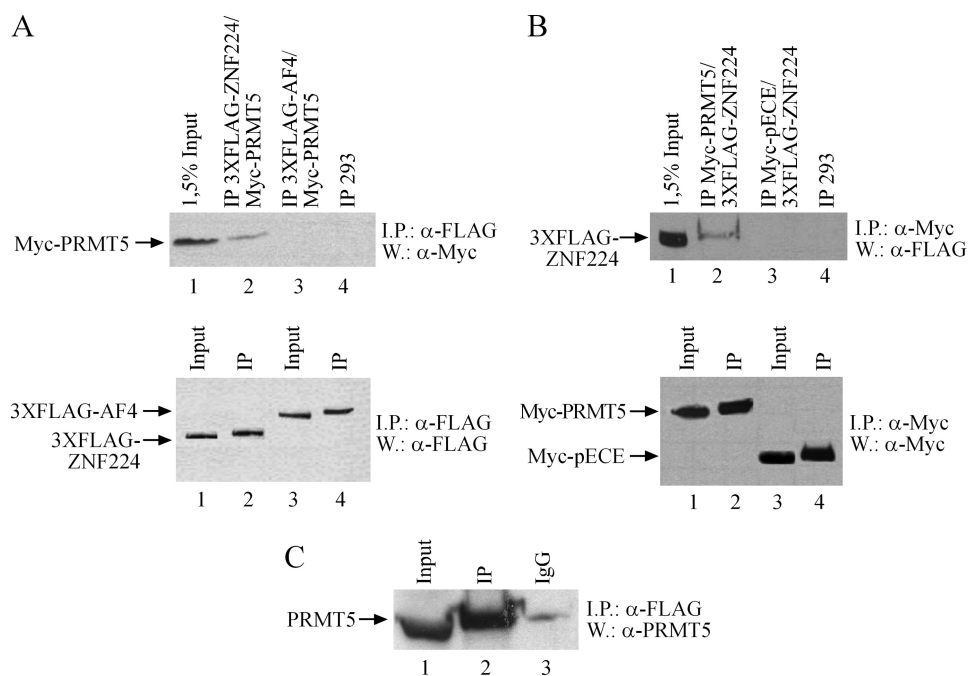 A
1,5% Input
IP 3XFLAG-ZNF224/
Myc-PRMT5
IP 3XFLAG-AF4/
Myc-PRMT5
IP 293
Myc-PRMT5
I.P.: α-FLAG
W.: α-Myc
1 2 3 4
Input IP Input IP
3XFLAG-AF4
3XFLAG-
ZNF224
I.P.: α-FLAG
W.: α-FLAG
1 2 3 4
B
1,5% Input
IP Myc-PRMT5/
3XFLAG-ZNF224
IP Myc-pECE/
3XFLAG-ZNF224
IP 293
3XFLAG-
ZNF224
I.P.: α-Myc
W.: α-FLAG
1 2 3 4
Input IP Input IP
Myc-PRMT5
Myc-pECE
I.P.: α-Myc
W.: α-Myc
1 2 3 4
C
Input IP IgG
PRMT5
I.P.: α-FLAG
W.: α-PRMT5
1 2 3